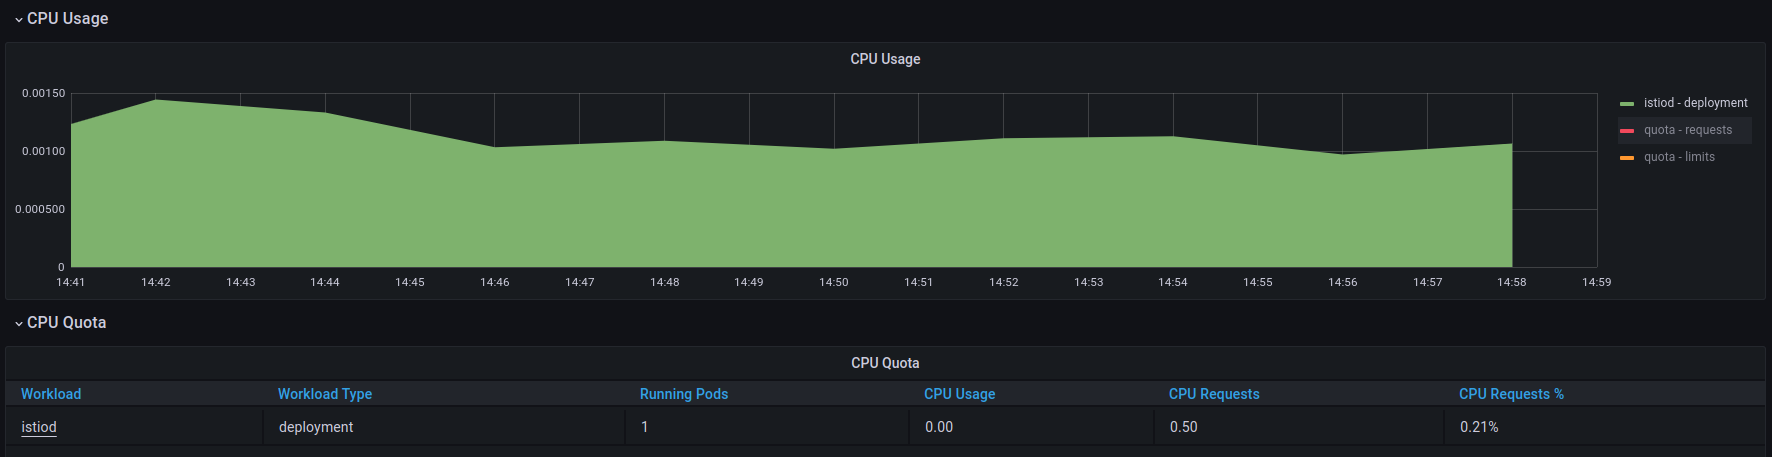 CPU Usage
CPU Usage
0.00150
0.00100
0.000500
0
14:41 14:42 14:43 14:44 14:45 14:46 14:47 14:48 14:49 14:50 14:51 14:52 14:53 14:54 14:55 14:56 14:57 14:58 14:59
istiod - deployment
quota - requests
quota - limits
CPU Quota
CPU Quota
Workload Workload Type Running Pods CPU Usage CPU Requests CPU Requests %
istiod deployment 1 0.00 0.50 0.21%